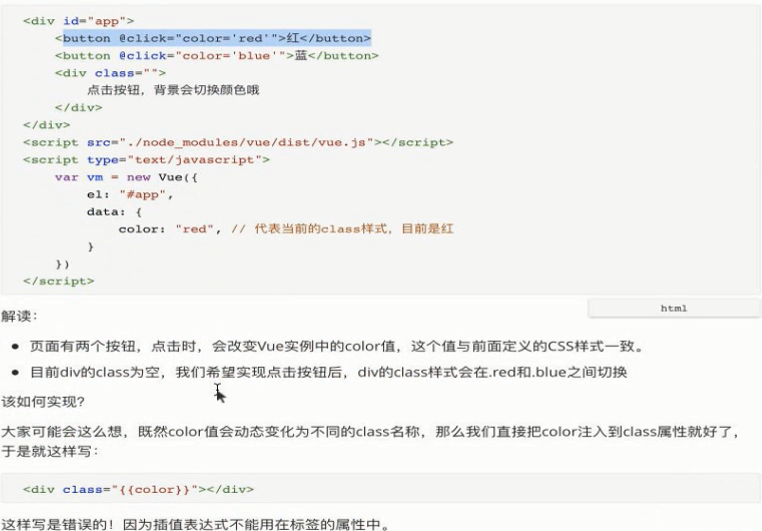 <div id="app">
<button @click="color='red'">红</button>
<button @click="color='blue'">蓝</button>
<div class="">
点击按钮，背景会切换颜色哦
</div>
</div>
<script src="./node_modules/vue/dist/vue.js"></script>
<script type="text/javascript">
var vm = new Vue({
el: "#app",
data: {
color: "red", // 代表当前的class样式，目前是红
}
})
</script>
html
解读：
● 页面有两个按钮，点击时，会改变Vue实例中的color值，这个值与前面定义的CSS样式一致。
● 目前div的class为空，我们希望实现点击按钮后，div的class样式会在.red和.blue之间切换
该如何实现?
大家可能会这么想，既然color值会动态变化为不同的class名称，那么我们直接把color注入到class属性就好了，
于是就这样写：
<div class="{{color}}"></div>
这样写是错误的！因为插值表达式不能用在标签的属性中。